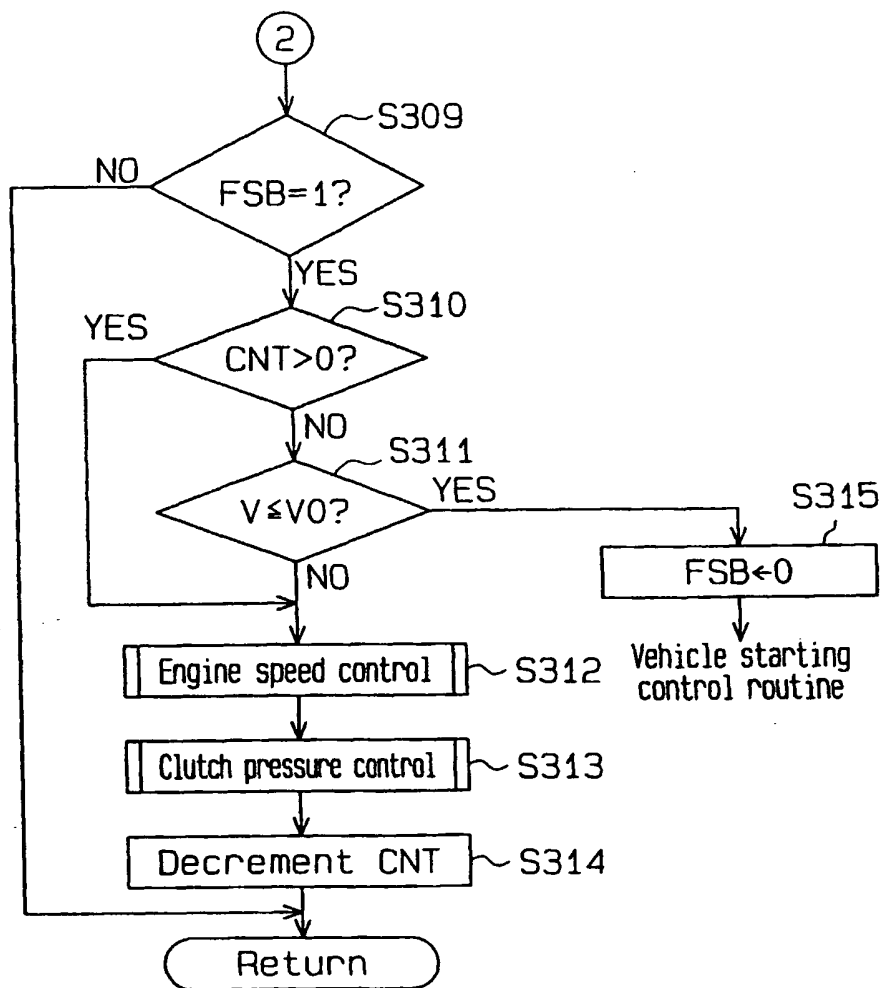 2
S309
NO
FSB=1?
YES
S310
YES
CNT>0?
NO
S311
V≦V0?
YES
S315
NO
FSB←0
Engine speed control
S312
Vehicle starting
control routine
Clutch pressure control
S313
Decrement CNT
S314
Return